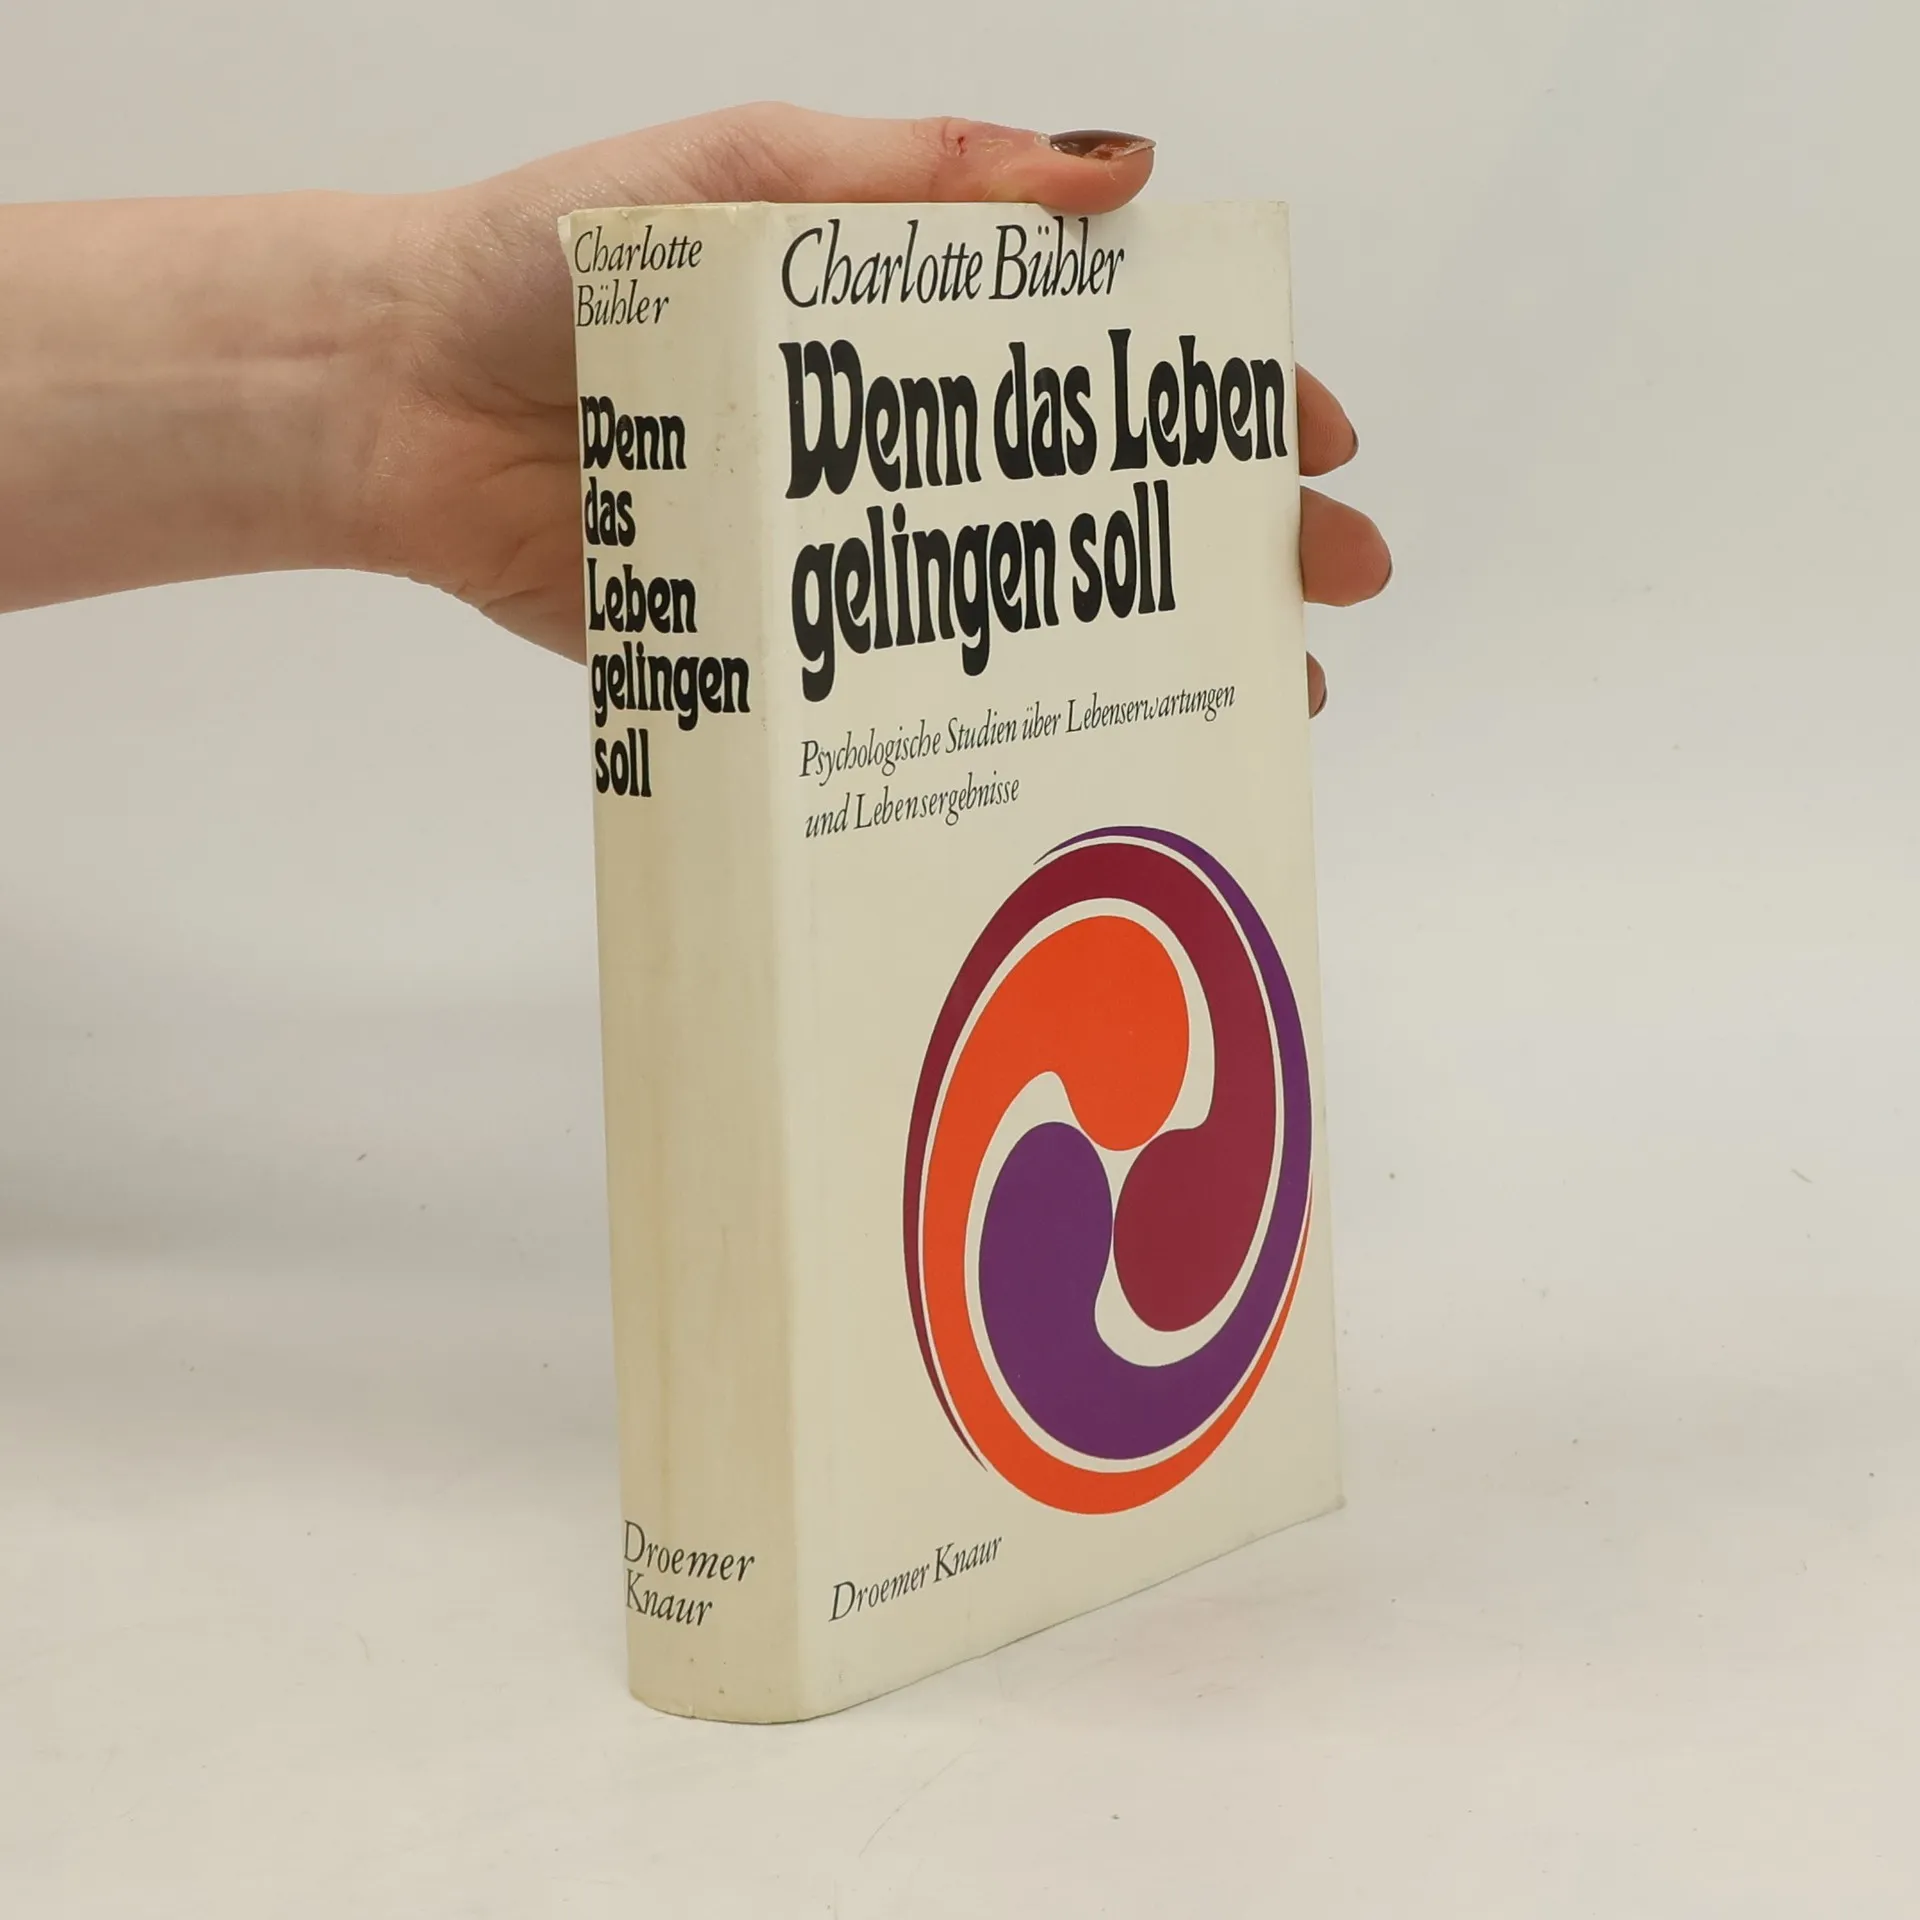 Charlotte
Bühler
Wenn
das
Leben
gelingen
soll
Droemer
Knaur
Charlotte Bühler
Wenn das Leben
gelingen soll
Psychologische Studien über Lebenserwartungen
und Lebensergebnisse
Droemer Knaur